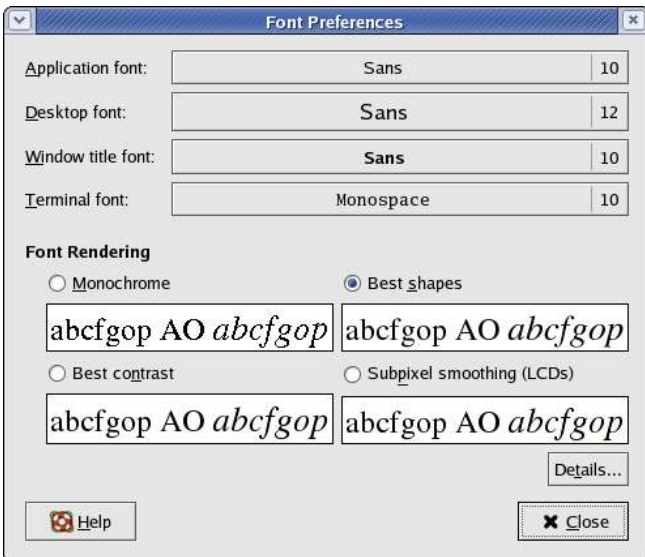 Font Preferences
Application font: Sans 10
Desktop font: Sans 12
Window title font: Sans 10
Terminal font: Monospace 10
Font Rendering
Monochrome Best shapes
abcfgop AO abcfgop abcfgop AO abcfgop
Best contrast Subpixel smoothing (LCDs)
abcfgop AO abcfgop abcfgop AO abcfgop
Details...
Help Close